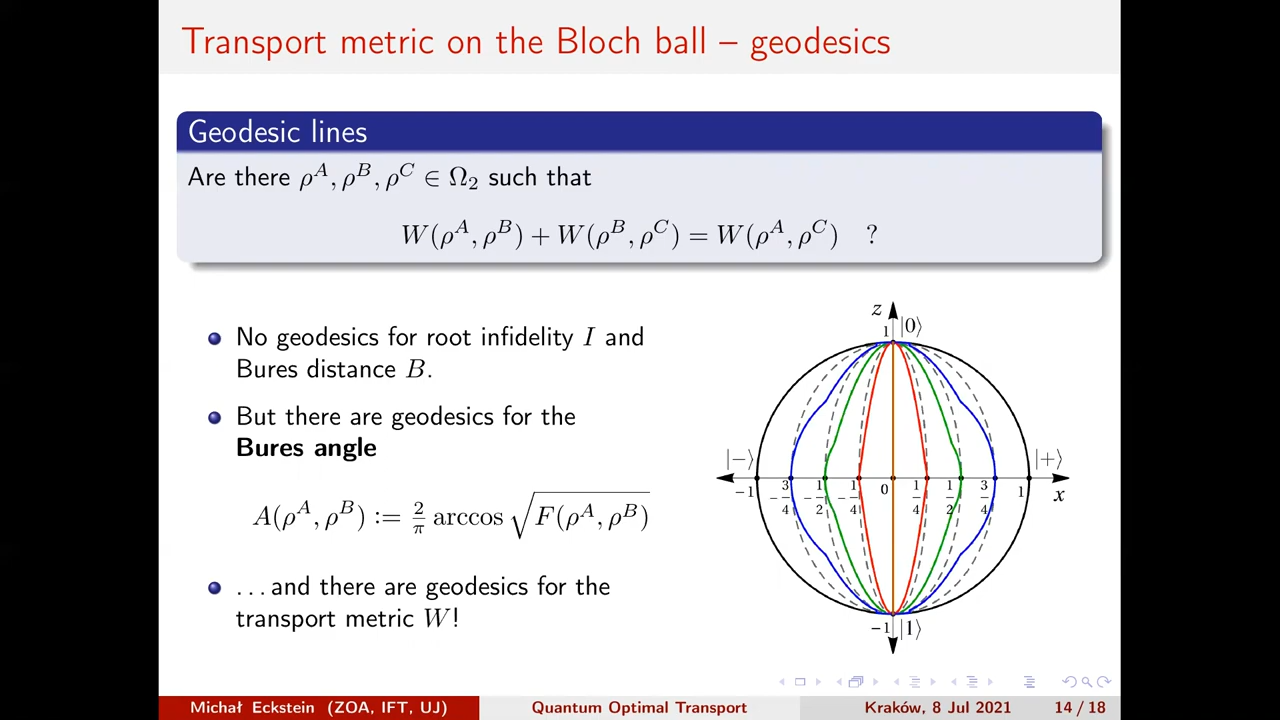 Transport metric on the Bloch ball – geodesics
Geodesic lines
Are there ρ^A, ρ^B, ρ^C ∈ Ω₂ such that
W(ρ^A, ρ^B) + W(ρ^B, ρ^C) = W(ρ^A, ρ^C) ?
No geodesics for root infidelity I and
Bures distance B.
But there are geodesics for the
Bures angle
A(ρ^A, ρ^B) := 2/π arccos √F(ρ^A, ρ^B)
...and there are geodesics for the
transport metric W!
z
1 |0⟩
|−⟩ |+⟩
−1 −3/4 −1/2 −1/4 0 1/4 1/2 3/4 1 x
−1 |1⟩
Michał Eckstein (ZOA, IFT, UJ) Quantum Optimal Transport Kraków, 8 Jul 2021 14 / 18